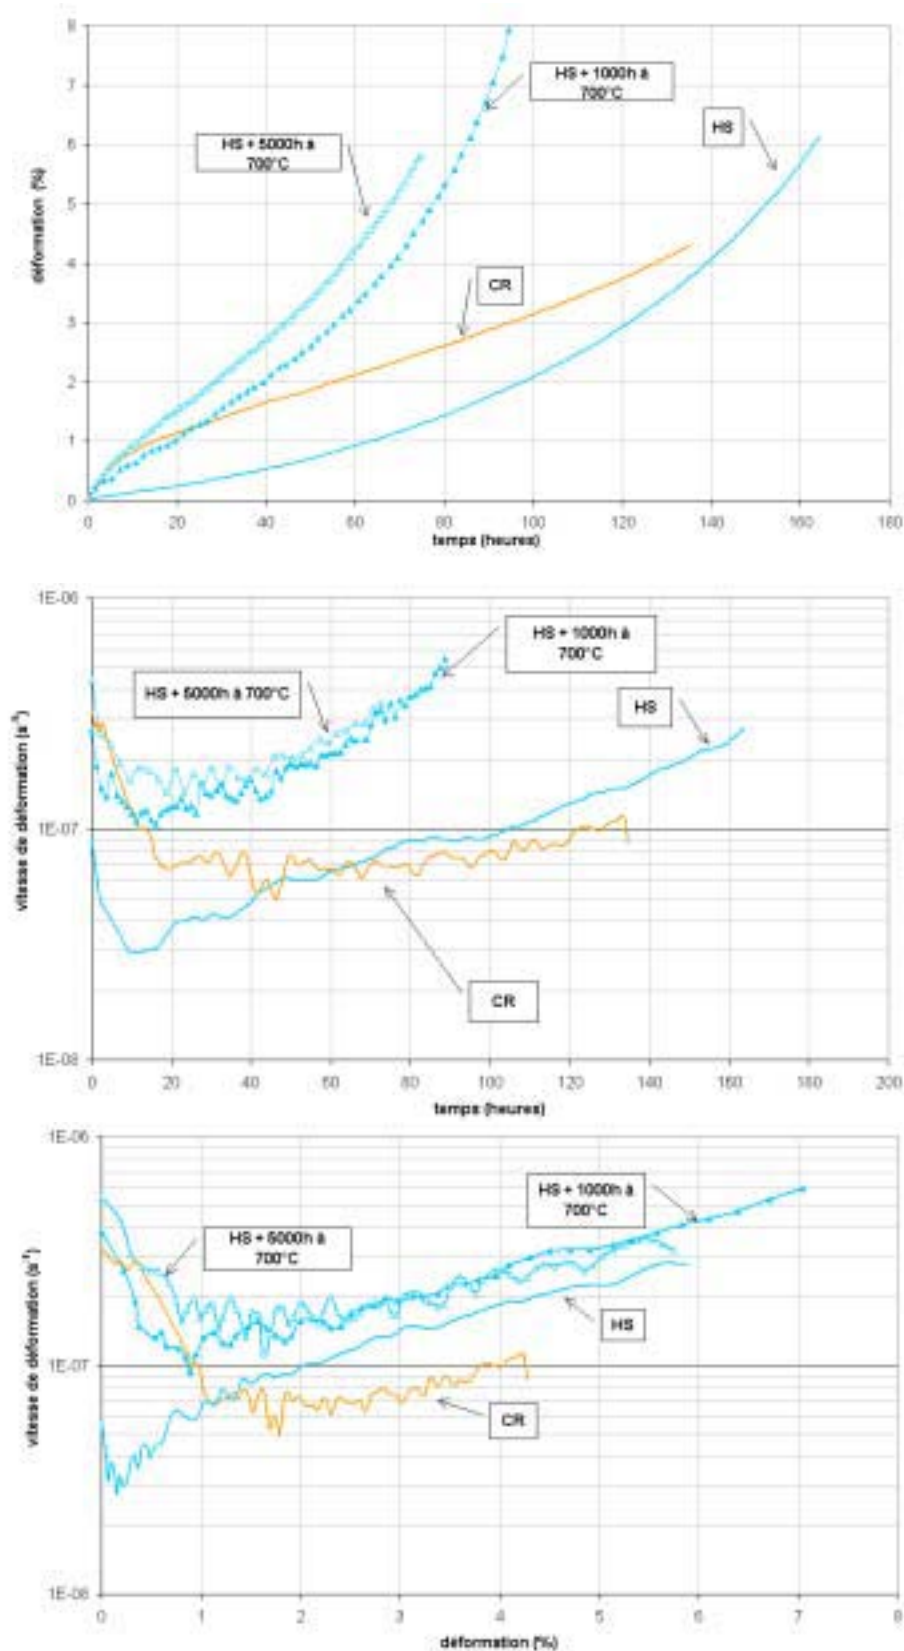 8
7
6
5
4
3
2
1
0
déformation (%)
HS + 1000h à
700°C
HS
HS + 5000h à
700°C
CR
0 20 40 60 80 100 120 140 160 180
temps (heures)
1E-06
1E-07
1E-08
vitesse de déformation (s⁻¹)
HS + 1000h à
700°C
HS + 5000h à 700°C
HS
CR
0 20 40 60 80 100 120 140 160 180 200
temps (heures)
1E-06
1E-07
1E-08
vitesse de déformation (s⁻¹)
HS + 1000h à
700°C
HS + 5000h à
700°C
HS
CR
0 1 2 3 4 5 6 7 8
déformation (%)